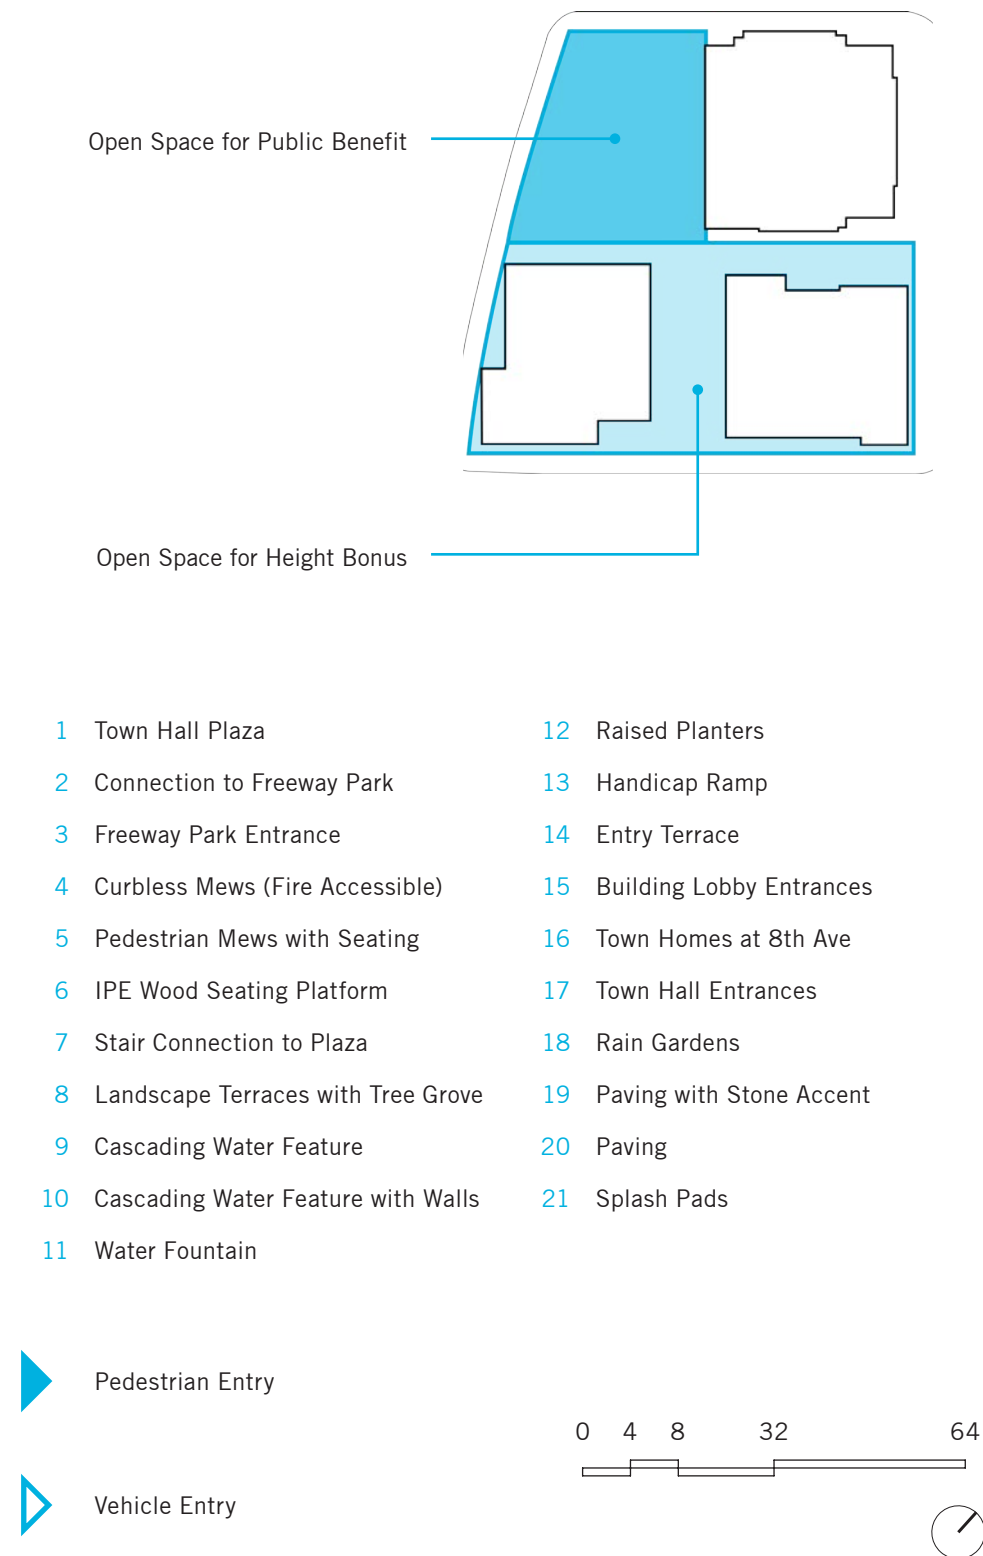 Open Space for Public Benefit
Open Space for Height Bonus
1 Town Hall Plaza
2 Connection to Freeway Park
3 Freeway Park Entrance
4 Curbless Mews (Fire Accessible)
5 Pedestrian Mews with Seating
6 IPE Wood Seating Platform
7 Stair Connection to Plaza
8 Landscape Terraces with Tree Grove
9 Cascading Water Feature
10 Cascading Water Feature with Walls
11 Water Fountain
12 Raised Planters
13 Handicap Ramp
14 Entry Terrace
15 Building Lobby Entrances
16 Town Homes at 8th Ave
17 Town Hall Entrances
18 Rain Gardens
19 Paving with Stone Accent
20 Paving
21 Splash Pads
Pedestrian Entry
Vehicle Entry
0 4 8 32 64